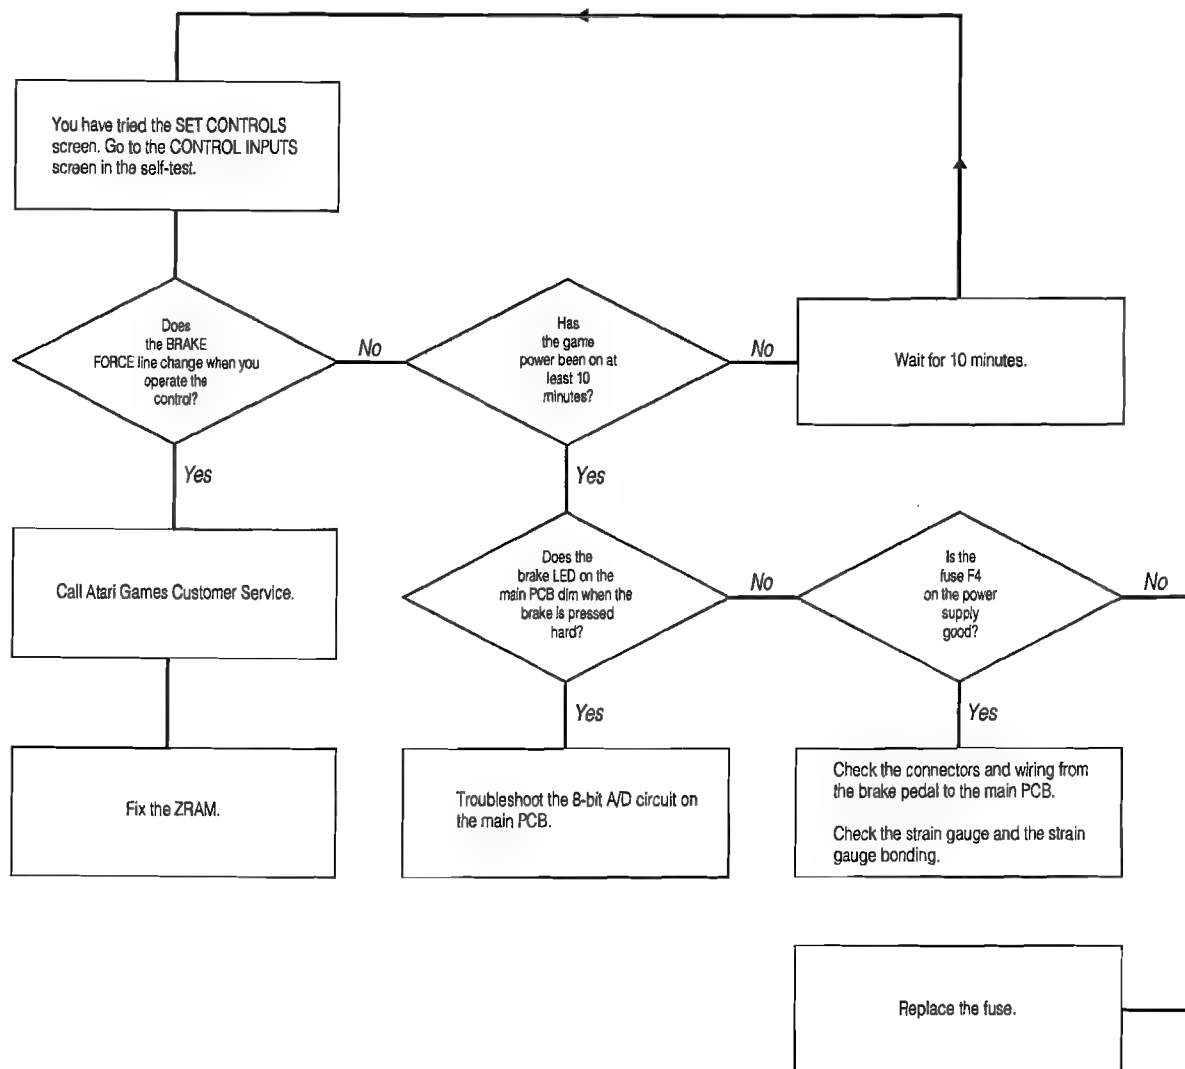 You have tried the SET CONTROLS
screen. Go to the CONTROL INPUTS
screen in the self-test.
Does
the BRAKE
FORCE line change when you
operate the
control?
No
Has
the game
power been on at
least 10
minutes?
No
Wait for 10 minutes.
Yes
Yes
Call Atari Games Customer Service.
Does the
brake LED on the
main PCB dim when the
brake is pressed
hard?
No
Is the
fuse F4
on the power
supply
good?
No
Yes
Yes
Fix the ZRAM.
Troubleshoot the 8-bit A/D circuit on
the main PCB.
Check the connectors and wiring from
the brake pedal to the main PCB.
Check the strain gauge and the strain
gauge bonding.
Replace the fuse.